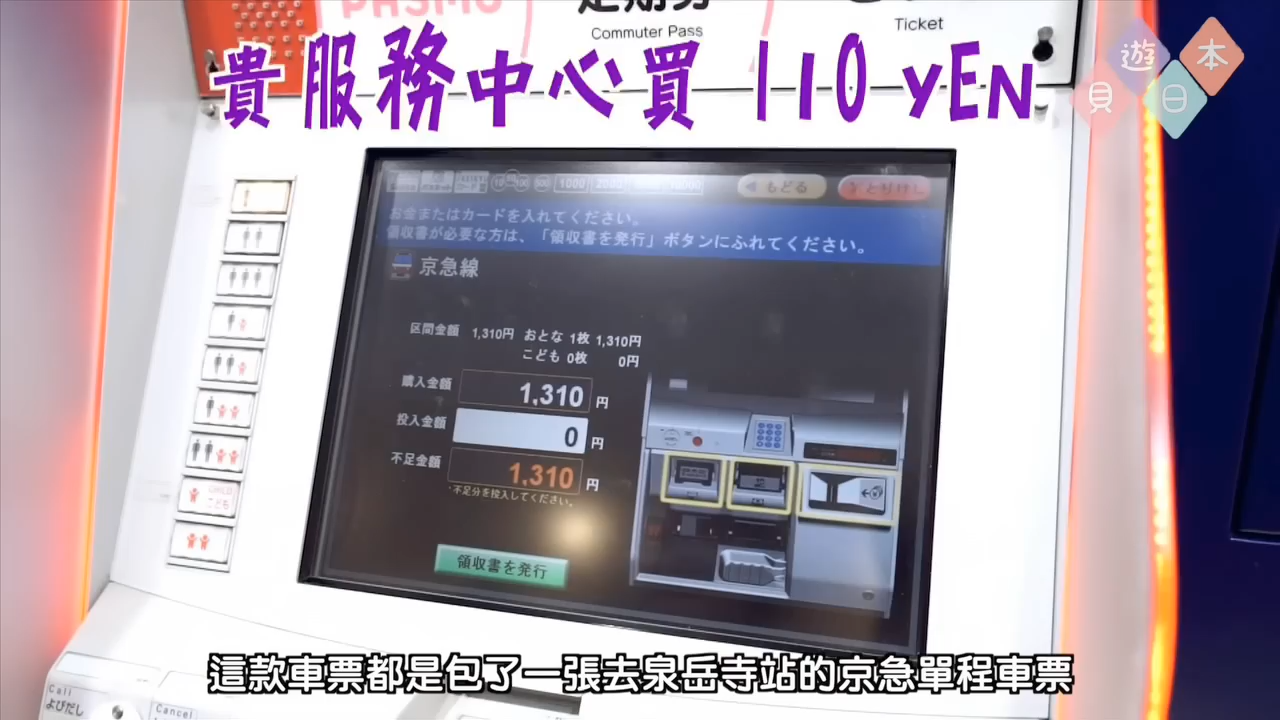 PASMO
Commuter Pass
Ticket
貴服務中心買 110 YEN
遊
本
貝
日
もどる
とりけし
お金またはカードを入れてください。
領収書が必要な方は、「領収書を発行」ボタンにふれてください。
京急線
区間金額 1,310円 おとな 1枚 1,310円
こども 0枚 0円
購入金額 1,310 円
投入金額 0 円
不足金額 1,310 円
*不足分を投入してください。
領収書を発行
こども
這款車票都是包了一張去泉岳寺站的京急單程車票
Call
よびだし
Cancel